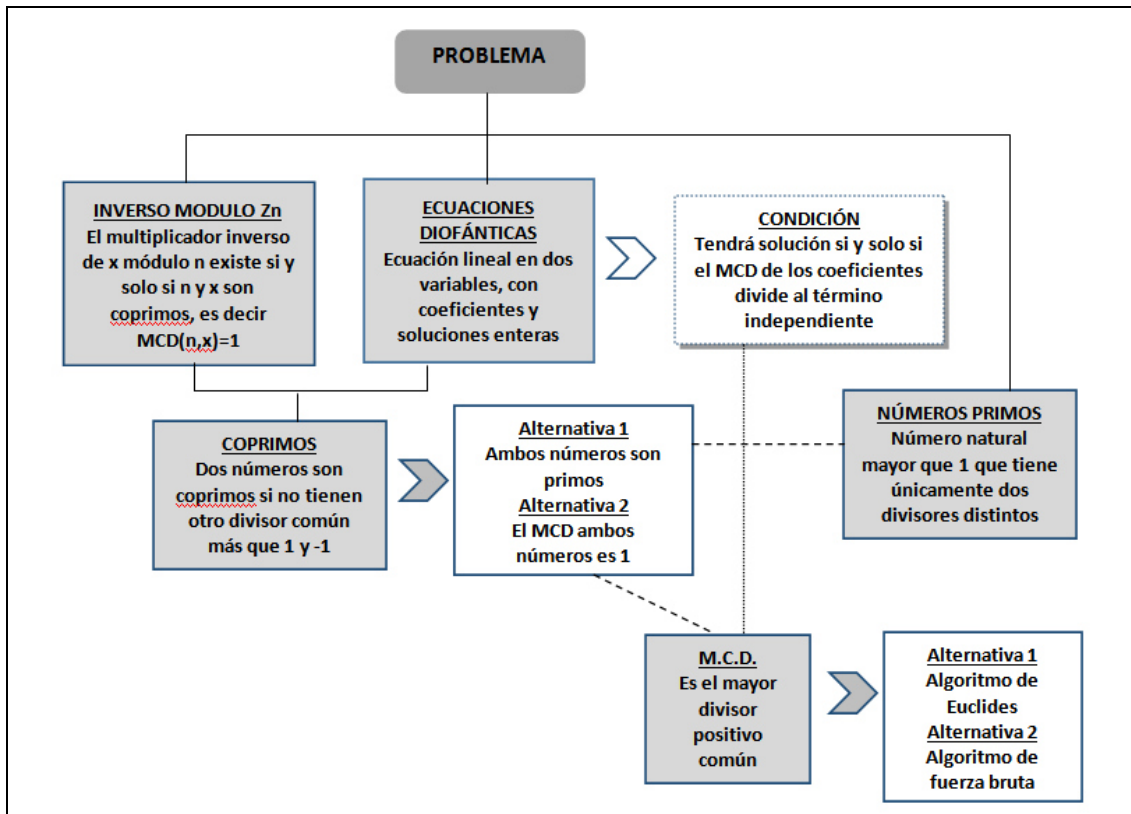 PROBLEMA
INVERSO MODULO Zn
El multiplicador inverso
de x módulo n existe si y
solo si n y x son
coprimos, es decir
MCD(n,x)=1
ECUACIONES
DIOFÁNTICAS
Ecuación lineal en dos
variables, con
coeficientes y
soluciones enteras
CONDICIÓN
Tendrá solución si y solo si
el MCD de los coeficientes
divide al término
independiente
COPRIMOS
Dos números son
coprimos si no tienen
otro divisor común
más que 1 y -1
Alternativa 1
Ambos números son
primos
Alternativa 2
El MCD ambos
números es 1
NÚMEROS PRIMOS
Número natural
mayor que 1 que tiene
únicamente dos
divisores distintos
M.C.D.
Es el mayor
divisor
positivo
común
Alternativa 1
Algoritmo de
Euclides
Alternativa 2
Algoritmo de
fuerza bruta